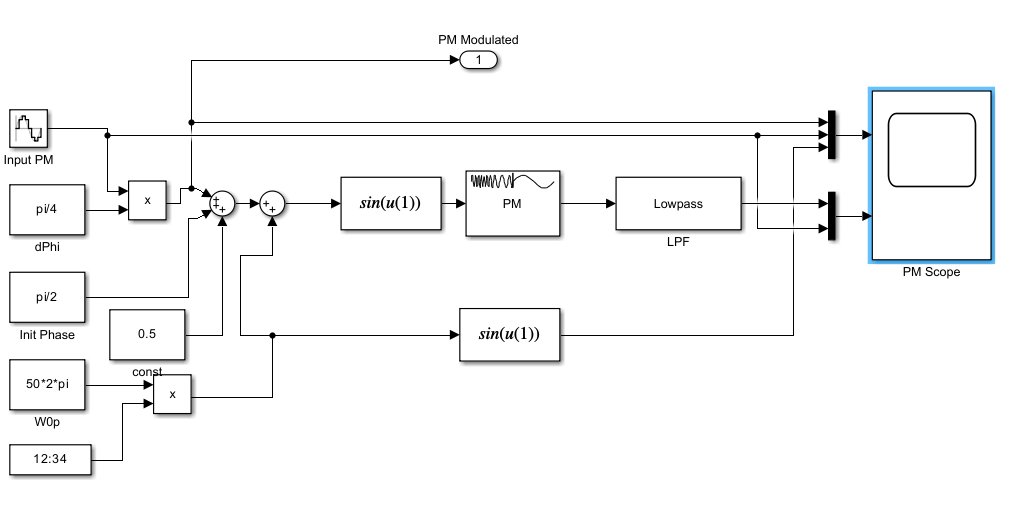 PM Modulated
1
Input PM
x
pi/4
dPhi
+
+
+
+
+
sin(u(1))
PM
Lowpass
LPF
PM Scope
pi/2
Init Phase
0.5
const
sin(u(1))
50*2*pi
W0p
x
12:34